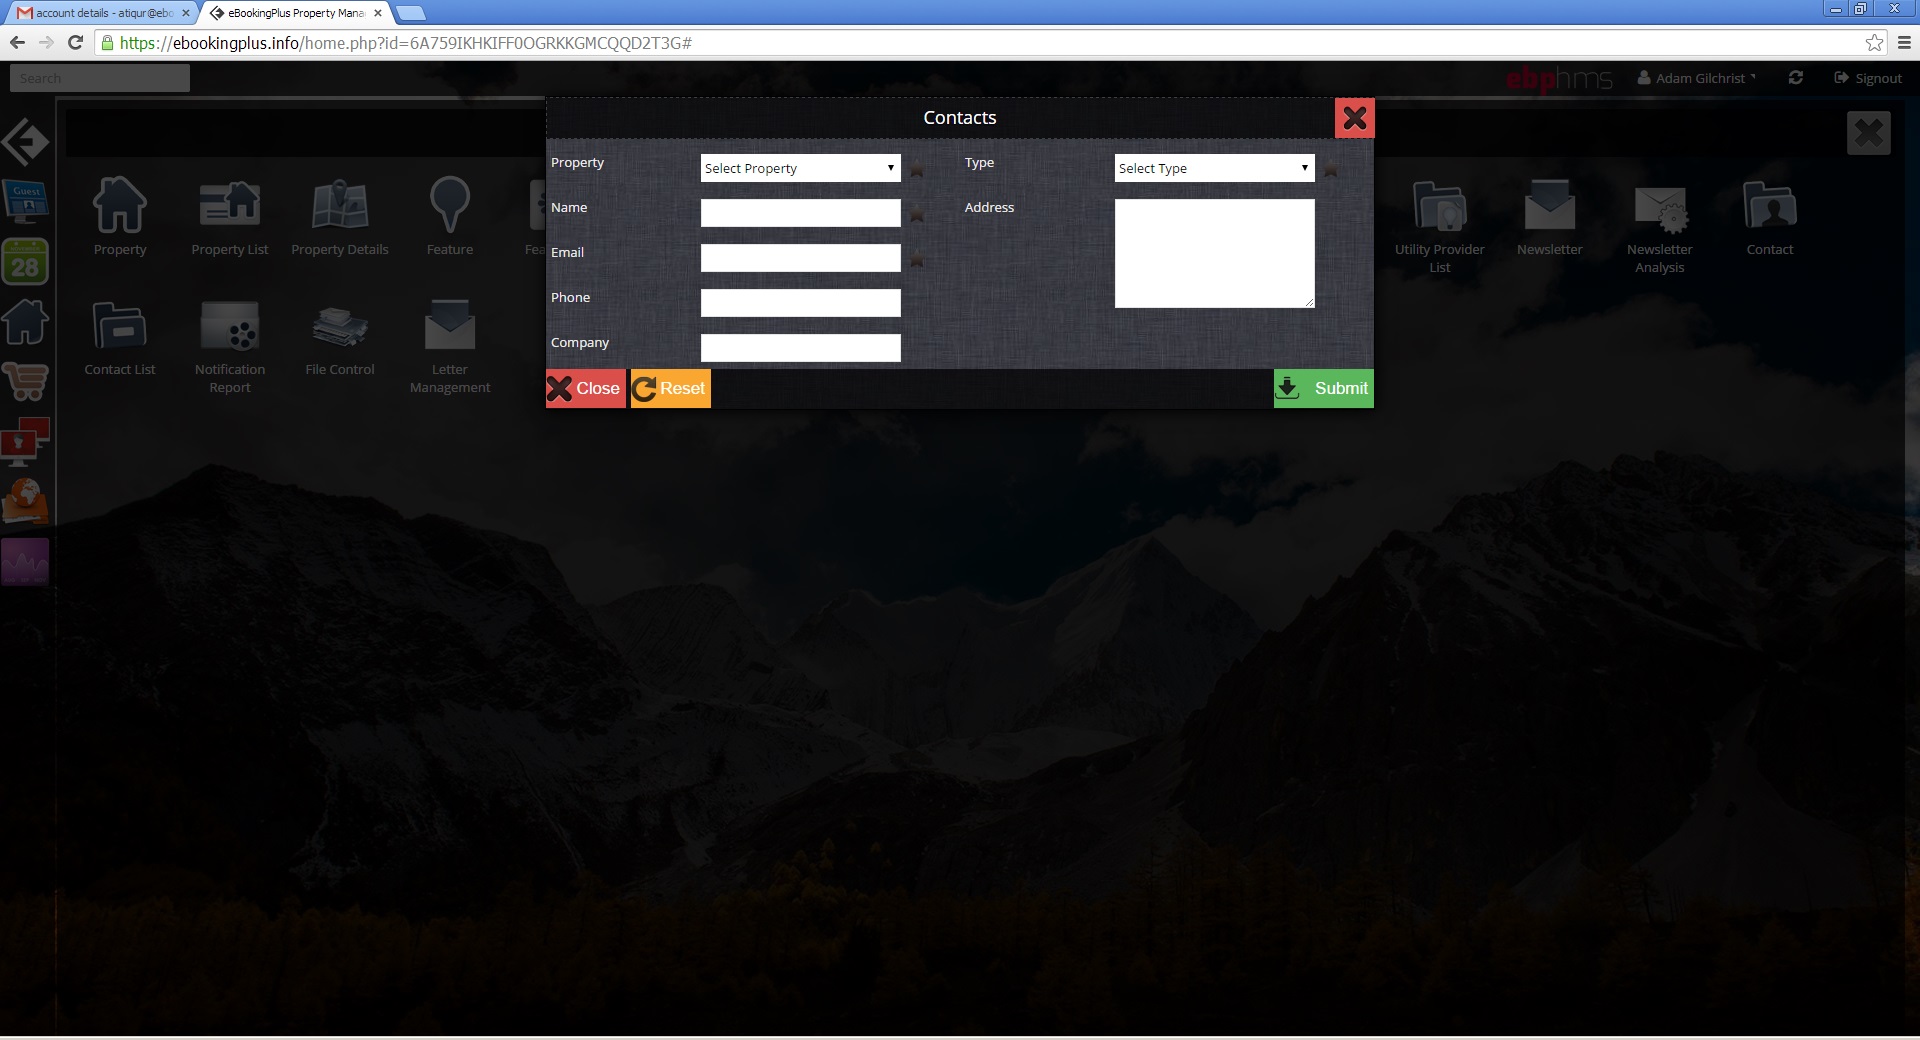 account details - atiqur@ebo
eBookingPlus Property Mana
https://ebookingplus.info/home.php?id=6A759IKHKIFF0OGRKKGMCQQD2T3G#
Search
ebphms
Adam Gilchrist
Signout
Contacts
Property
Select Property
Type
Select Type
Name
Address
Email
Phone
Company
Close
Reset
Submit
Guest
NOVEMBER
28
Property
Property List
Property Details
Feature
Fea
Utility Provider
List
Newsletter
Newsletter
Analysis
Contact
Contact List
Notification
Report
File Control
Letter
Management